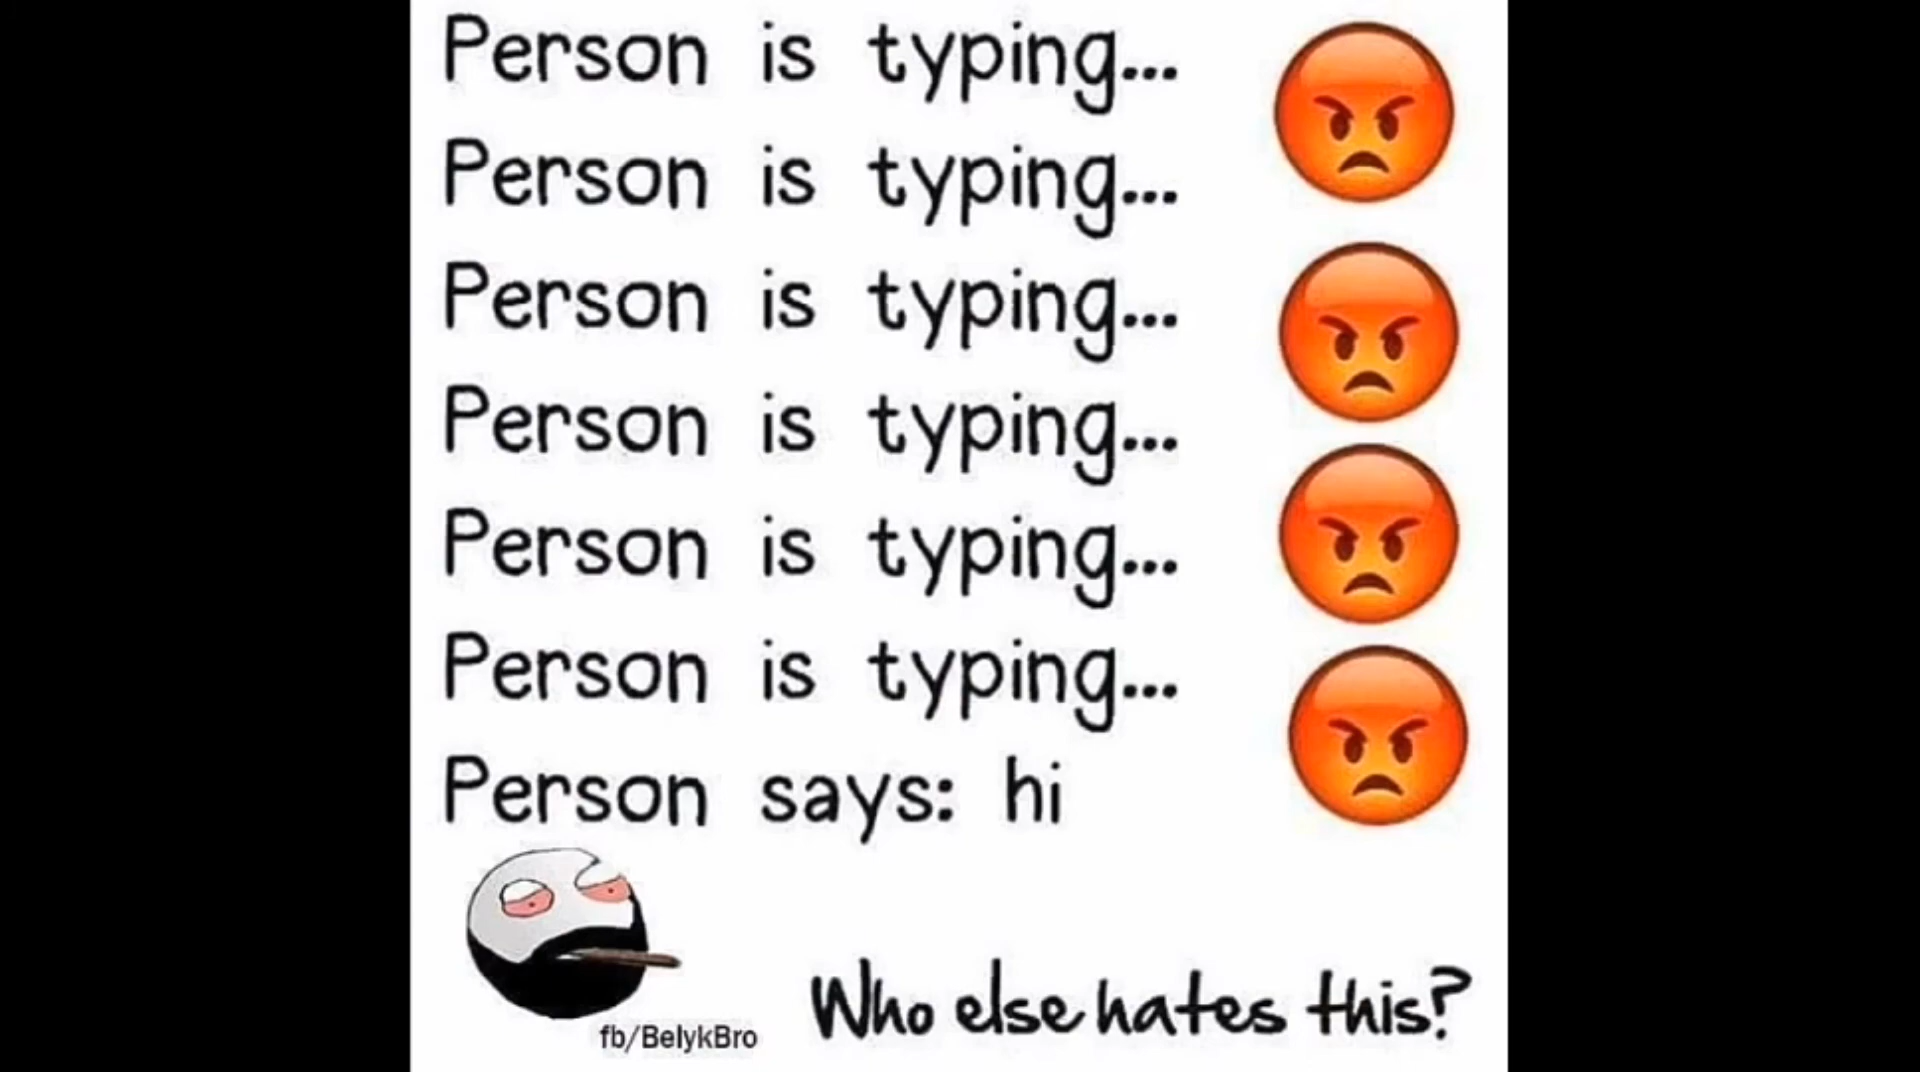 Person is typing...
Person is typing...
Person is typing...
Person is typing...
Person is typing...
Person is typing...
Person says: hi
Who else hates this?
fb/BelykBro